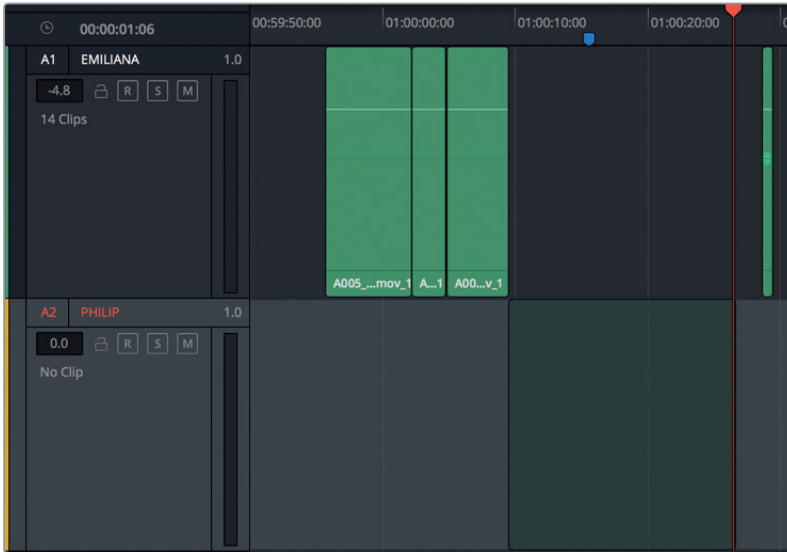 00:00:01:06
00:59:50:00 01:00:00:00 01:00:10:00 01:00:20:00
A1 EMILIANA 1.0
-4.8 R S M
14 Clips
A005_...mov_1 A...1 A00...v_1
A2 PHILIP 1.0
0.0 R S M
No Clip